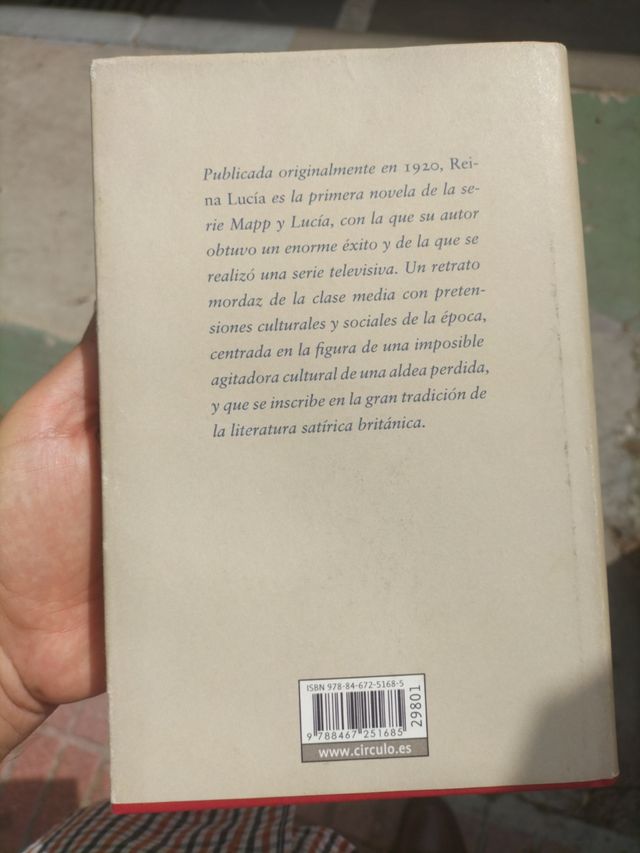 Publicada originalmente en 1920, Rei-
na Lucía es la primera novela de la se-
rie Mapp y Lucía, con la que su autor
obtuvo un enorme éxito y de la que se
realizó una serie televisiva. Un retrato
mordaz de la clase media con preten-
siones culturales y sociales de la época,
centrada en la figura de una imposible
agitadora cultural de una aldea perdida,
y que se inscribe en la gran tradición de
la literatura satírica británica.
ISBN 978-84-672-5168-5
29801
9 788467 251685
www.circulo.es